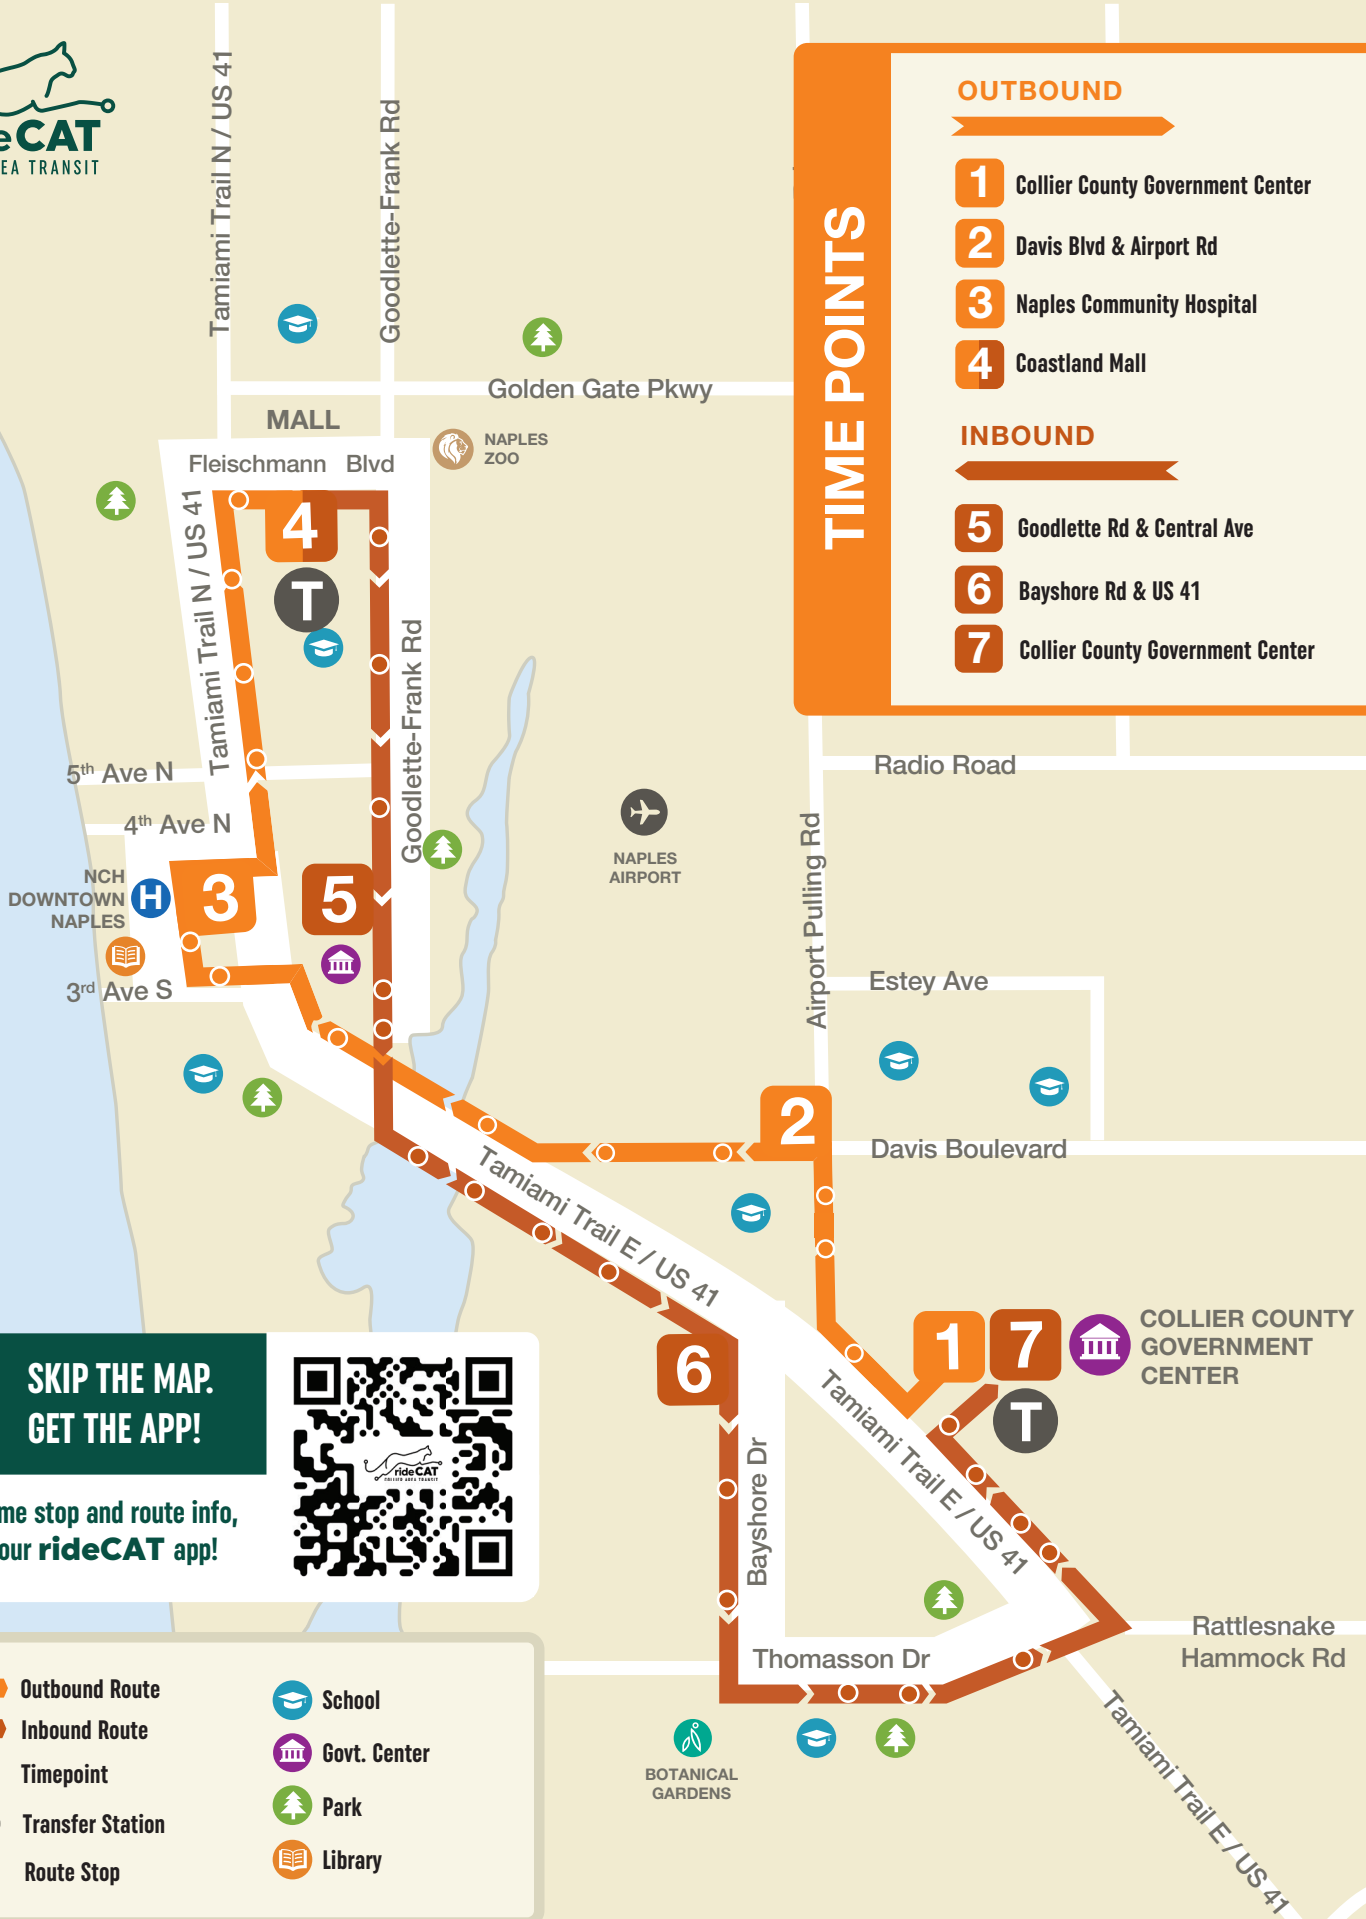 eCAT
EA TRANSIT
Tamiami Trail N / US 41
Goodlette-Frank Rd
Golden Gate Pkwy
MALL
NAPLES
ZOO
Fleischmann Blvd
4
T
Tamiami Trail N / US 41
Goodlette-Frank Rd
5th Ave N
4th Ave N
NCH
DOWNTOWN
NAPLES
H
3
5
3rd Ave S
NAPLES
AIRPORT
TIME POINTS
OUTBOUND
1 Collier County Government Center
2 Davis Blvd & Airport Rd
3 Naples Community Hospital
4 Coastland Mall
INBOUND
5 Goodlette Rd & Central Ave
6 Bayshore Rd & US 41
7 Collier County Government Center
Radio Road
Airport Pulling Rd
Estey Ave
2
Davis Boulevard
Tamiami Trail E / US 41
1
7
T
COLLIER COUNTY
GOVERNMENT
CENTER
6
Tamiami Trail E / US 41
Bayshore Dr
Thomasson Dr
Rattlesnake
Hammock Rd
Tamiami Trail E / US 41
BOTANICAL
GARDENS
SKIP THE MAP.
GET THE APP!
me stop and route info,
our rideCAT app!
rideCAT
COLLIER AREA TRANSIT
Outbound Route
Inbound Route
Timepoint
Transfer Station
Route Stop
School
Govt. Center
Park
Library